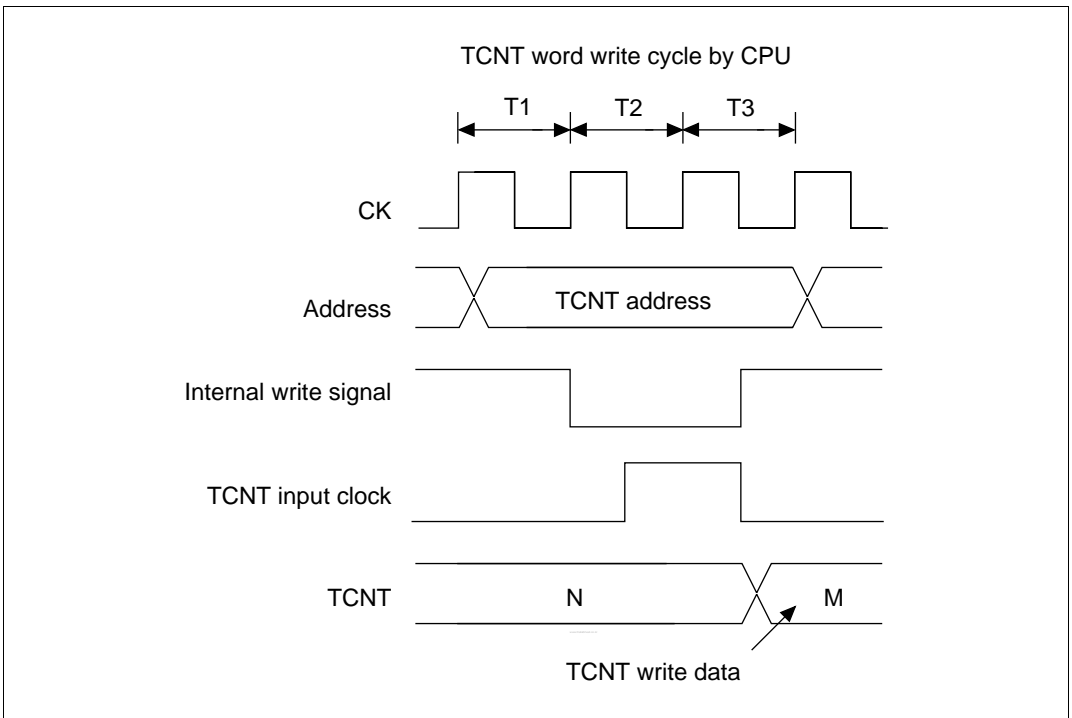 TCNT word write cycle by CPU
T1 T2 T3
CK
Address
TCNT address
Internal write signal
TCNT input clock
TCNT
N
M
TCNT write data